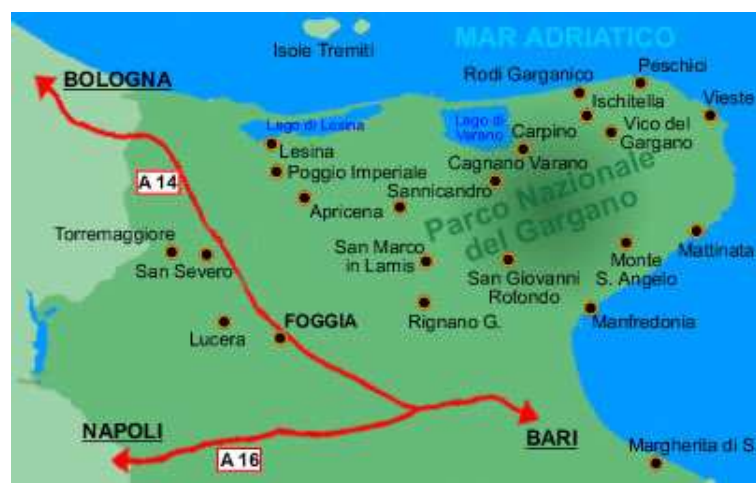 MAR ADRIATICO
Isole Tremiti
Peschici
Rodi Garganico
BOLOGNA
Ischitella
Vieste
Lago di Lesina
Lago di
Varano
Vico del
Gargano
Carpino
Lesina
Cagnano Varano
Poggio Imperiale
A 14
Sannicandro
Apricena
Parco Nazionale
del Gargano
Torremaggiore
San Severo
San Marco
in Lamis
San Giovanni
Rotondo
Monte
S. Angelo
Mattinata
Rignano G.
Manfredonia
FOGGIA
Lucera
NAPOLI
A 16
BARI
Margherita di S